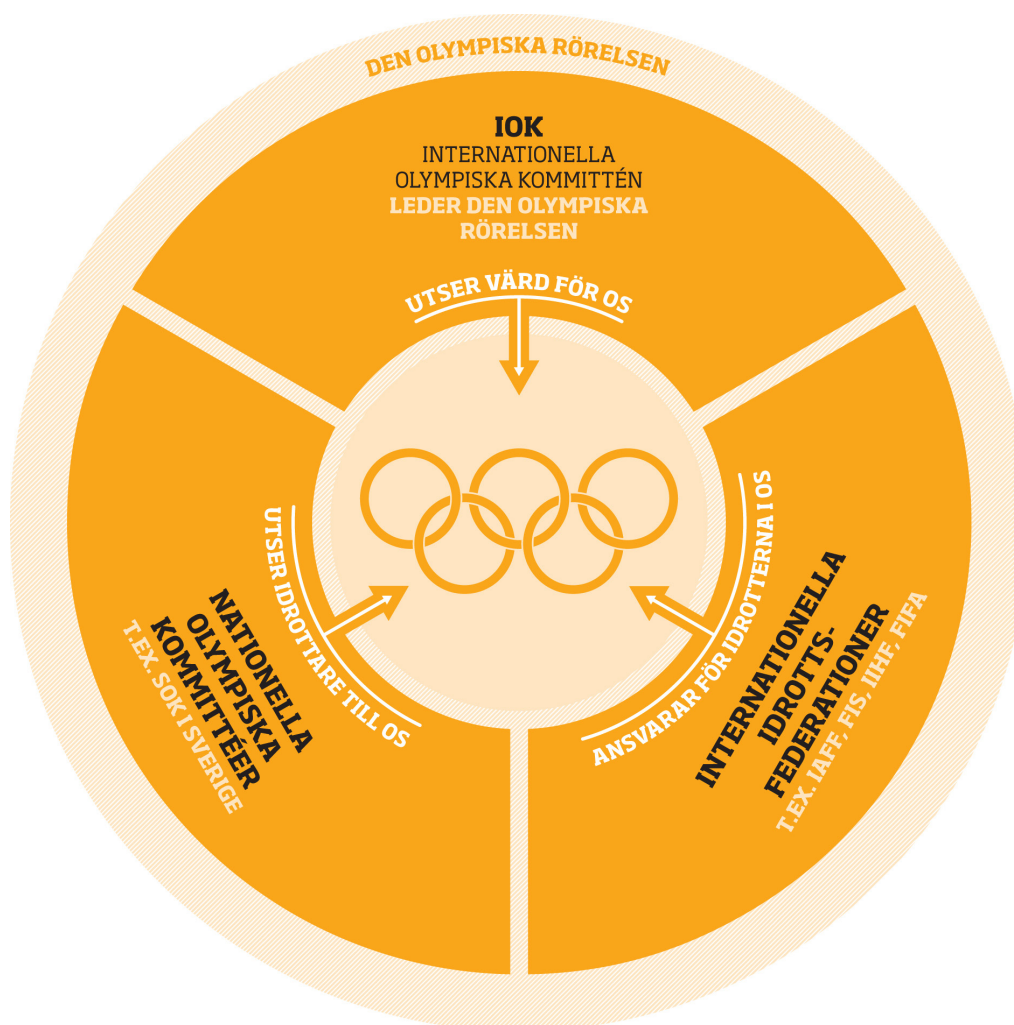 DEN OLYMPISKA RÖRELSEN
IOK
INTERNATIONELLA
OLYMPISKA KOMMITTÉN
LEDER DEN OLYMPISKA
RÖRELSEN
UTSER VÄRD FÖR OS
UTSER IDROTTARE TILL OS
NATIONELLA
OLYMPISKA
KOMMITTÉER
T.EX. SOK I SVERIGE
ANSVARAR FÖR IDROTTERNA I OS
INTERNATIONELLA
IDROTTS-
FEDERATIONER
T.EX. IAFF, FIS, IIHF, FIFA